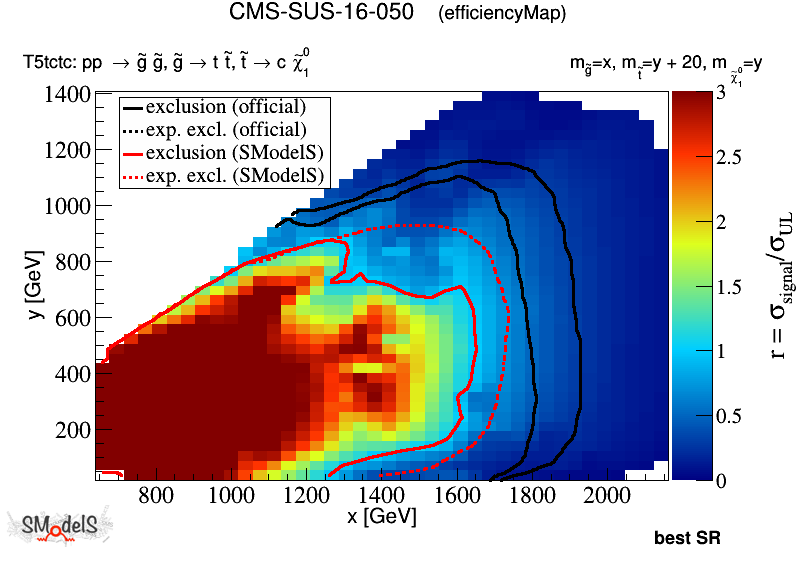 CMS-SUS-16-050 (efficiencyMap)
T5tctc: pp → g̃ g̃, g̃ → t t̃, t̃ → c χ̃₁⁰ m_g̃=x, m_t̃=y + 20, m_χ̃₁⁰=y
exclusion (official)
exp. excl. (official)
exclusion (SModelS)
exp. excl. (SModelS)
1400
1200
1000
800
600
400
200
y [GeV]
800 1000 1200 1400 1600 1800 2000
x [GeV]
3
2.5
2
1.5
1
0.5
0
r = σ_signal/σ_UL
SModelS
best SR